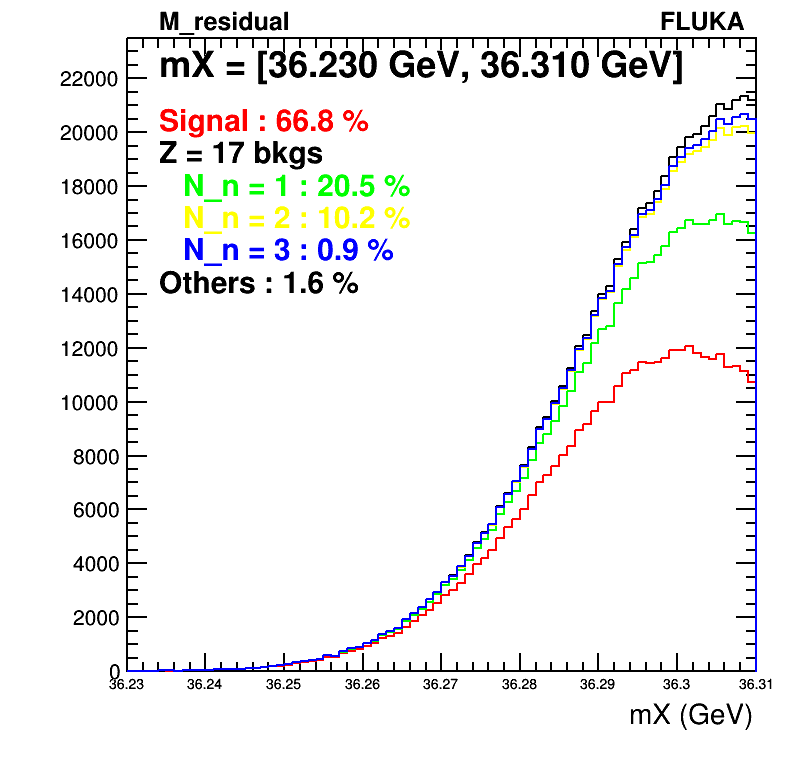 M_residual FLUKA
mX = [36.230 GeV, 36.310 GeV]
Signal : 66.8 %
Z = 17 bkgs
N_n = 1 : 20.5 %
N_n = 2 : 10.2 %
N_n = 3 : 0.9 %
Others : 1.6 %
22000
20000
18000
16000
14000
12000
10000
8000
6000
4000
2000
0
36.23 36.24 36.25 36.26 36.27 36.28 36.29 36.3 36.31
mX (GeV)